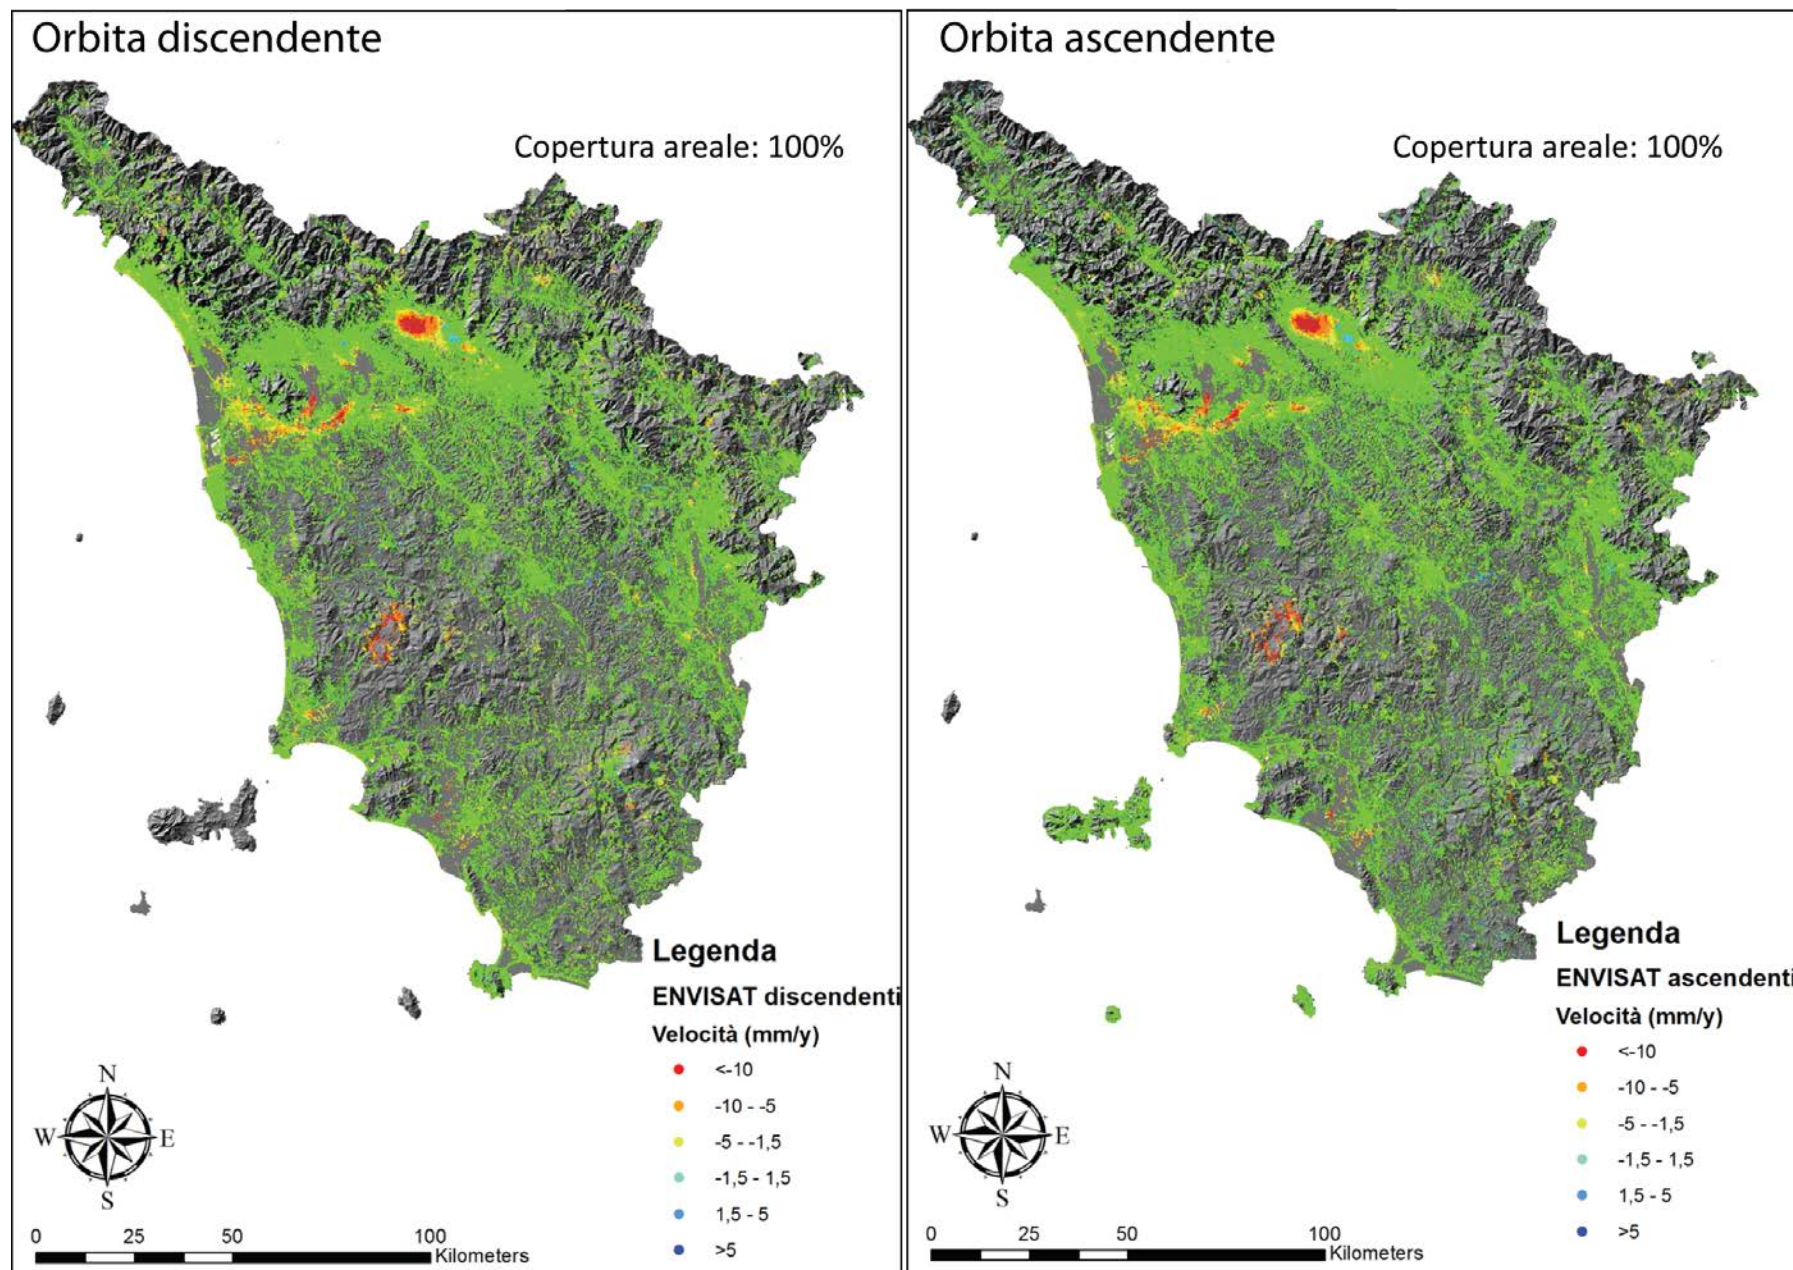 Orbita discendente
Copertura areale: 100%
Legenda
ENVISAT discendenti
Velocità (mm/y)
<-10
-10 - -5
-5 - -1,5
-1,5 - 1,5
1,5 - 5
>5
N
W
E
S
0
25
50
100
Kilometers
Orbita ascendente
Copertura areale: 100%
Legenda
ENVISAT ascendenti
Velocità (mm/y)
<-10
-10 - -5
-5 - -1,5
-1,5 - 1,5
1,5 - 5
>5
N
W
E
S
0
25
50
100
Kilometers